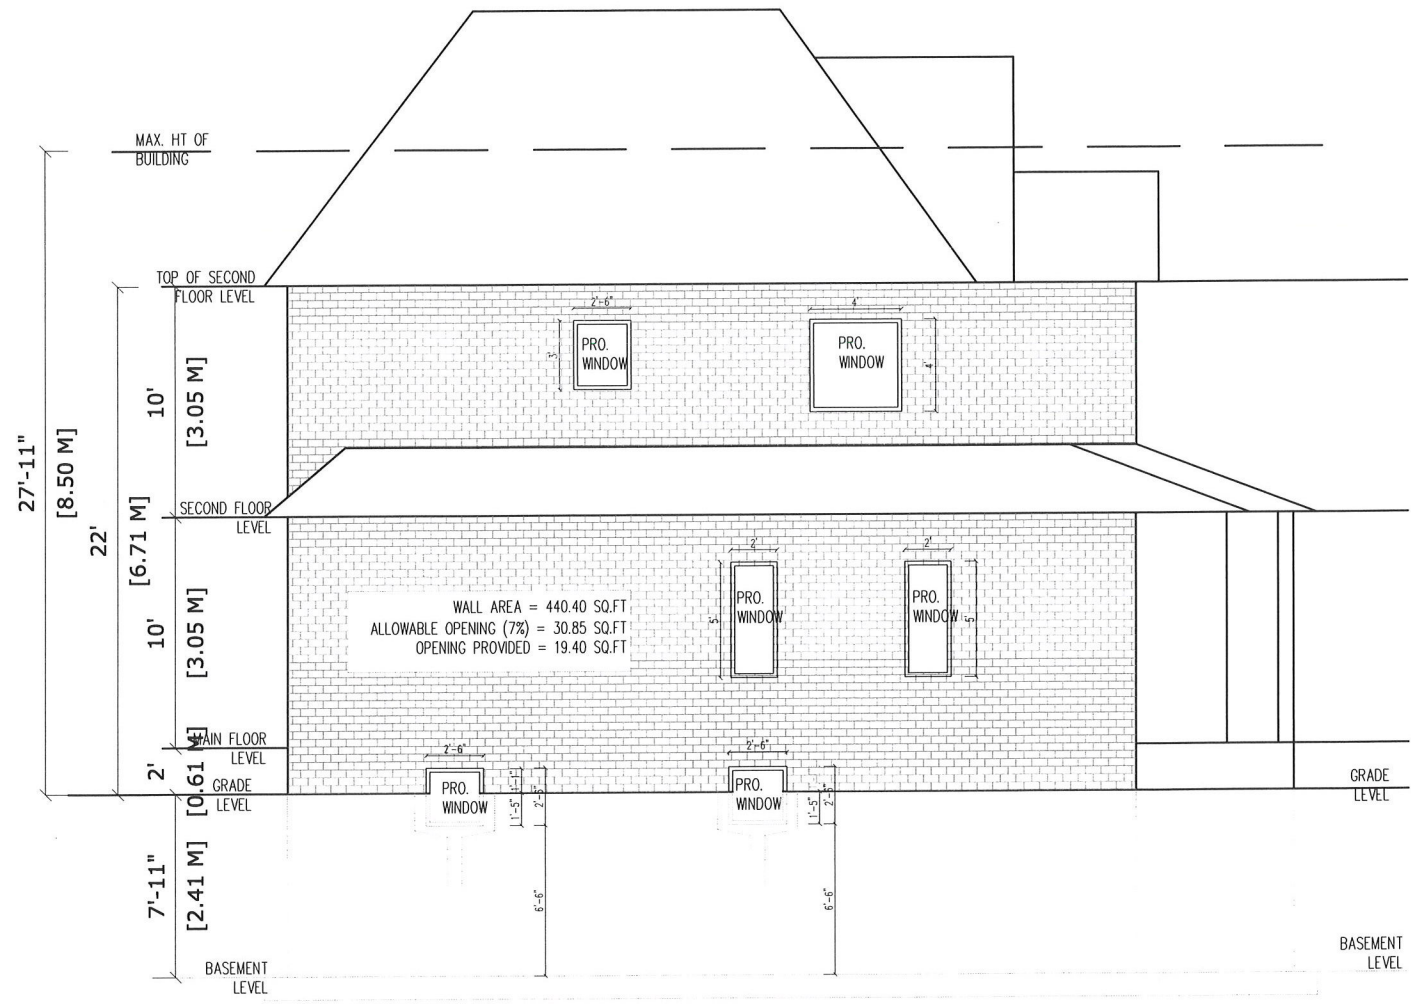 MAX. HT OF
BUILDING
TOP OF SECOND
FLOOR LEVEL
2'-6"
4'
3'
PRO.
WINDOW
PRO.
WINDOW
4'
10'
[3.05 M]
27'-11"
[8.50 M]
22'
[6.71 M]
SECOND FLOOR
LEVEL
2'
2'
5'
PRO.
WINDOW
PRO.
WINDOW
5'
WALL AREA = 440.40 SQ.FT
ALLOWABLE OPENING (7%) = 30.85 SQ.FT
OPENING PROVIDED = 19.40 SQ.FT
10'
[3.05 M]
MAIN FLOOR
LEVEL
2'
[0.61 M]
GRADE
LEVEL
2'-6"
PRO.
WINDOW
1'-1"
1'-5"
2'-6"
2'-6"
PRO.
WINDOW
1'-5"
2'-6"
GRADE
LEVEL
7'-11"
[2.41 M]
6'-6"
6'-6"
BASEMENT
LEVEL
BASEMENT
LEVEL